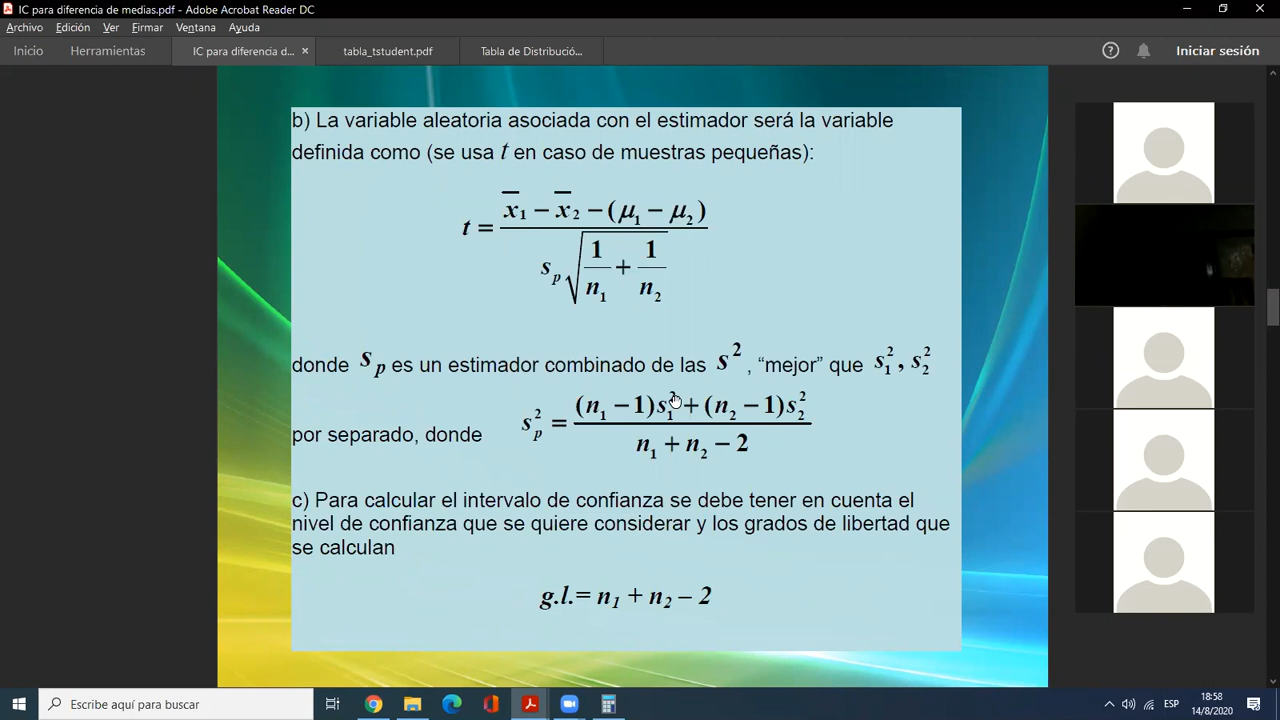 IC para diferencia de medias.pdf - Adobe Acrobat Reader DC
Archivo Edición Ver Firmar Ventana Ayuda
Inicio Herramientas IC para diferencia d... × tabla_tstudent.pdf Tabla de Distribució... Iniciar sesión
b) La variable aleatoria asociada con el estimador será la variable
definida como (se usa t en caso de muestras pequeñas):
t = (x̄₁ − x̄₂ − (μ₁ − μ₂)) / (s_p √(1/n₁ + 1/n₂))
donde s_p es un estimador combinado de las s² , “mejor” que s₁², s₂²
por separado, donde s_p² = ((n₁ − 1)s₁² + (n₂ − 1)s₂²) / (n₁ + n₂ − 2)
c) Para calcular el intervalo de confianza se debe tener en cuenta el
nivel de confianza que se quiere considerar y los grados de libertad que
se calculan
g.l.= n₁ + n₂ – 2
Escribe aquí para buscar
ESP
18:58
14/8/2020